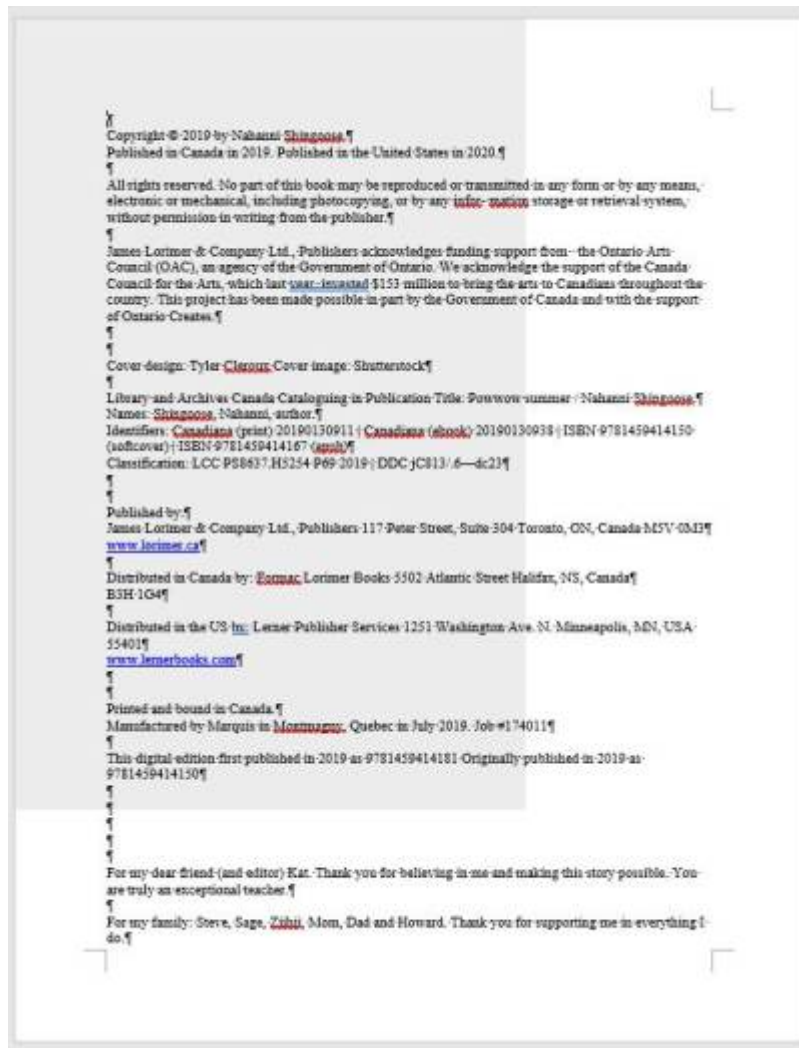 Copyright © 2019 by Nahanni Shingoose
Published in Canada in 2019. Published in the United States in 2020.
All rights reserved. No part of this book may be reproduced or transmitted in any form or by any means,
electronic or mechanical, including photocopying, or by any infor- mation storage or retrieval system,
without permission in writing from the publisher.
James Lorimer & Company Ltd., Publishers acknowledges funding support from the Ontario Arts
Council (OAC), an agency of the Government of Ontario. We acknowledge the support of the Canada
Council for the Arts, which last year invested $153 million to bring the arts to Canadians throughout the
country. This project has been made possible in part by the Government of Canada and with the support
of Ontario Creates.
Cover design: Tyler Cleroux Cover image: Shutterstock
Library and Archives Canada Cataloguing in Publication Title: Powwow summer / Nahanni Shingoose.
Names: Shingoose, Nahanni, author.
Identifiers: Canadiana (print) 20190130911 | Canadiana (ebook) 20190130938 | ISBN 9781459414150
(softcover) | ISBN 9781459414167 (epub)
Classification: LCC PS8637.H5254 P69 2019 | DDC jC813/.6—dc23
Published by:
James Lorimer & Company Ltd., Publishers 117 Peter Street, Suite 304 Toronto, ON, Canada M5V 0M3
www.lorimer.ca
Distributed in Canada by: Formac Lorimer Books 5502 Atlantic Street Halifax, NS, Canada
B3H 1G4
Distributed in the US by: Lerner Publisher Services 1251 Washington Ave. N. Minneapolis, MN, USA
55401
www.lernerbooks.com
Printed and bound in Canada.
Manufactured by Marquis in Montmagny, Quebec in July 2019. Job #174011
This digital edition first published in 2019 as 9781459414181 Originally published in 2019 as
9781459414150
For my dear friend (and editor) Kat. Thank you for believing in me and making this story possible. You
are truly an exceptional teacher.
For my family: Steve, Sage, Mom, Dad and Howard. Thank you for supporting me in everything I
do.